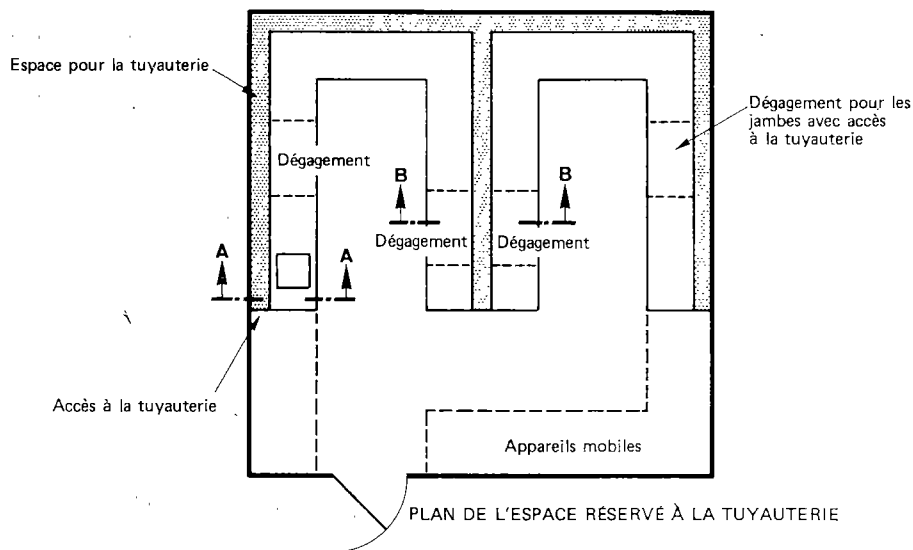 Espace pour la tuyauterie
Dégagement pour les
jambes avec accès
à la tuyauterie
Dégagement
B
B
Dégagement
Dégagement
A
A
Accès à la tuyauterie
Appareils mobiles
PLAN DE L'ESPACE RÉSERVÉ À LA TUYAUTERIE